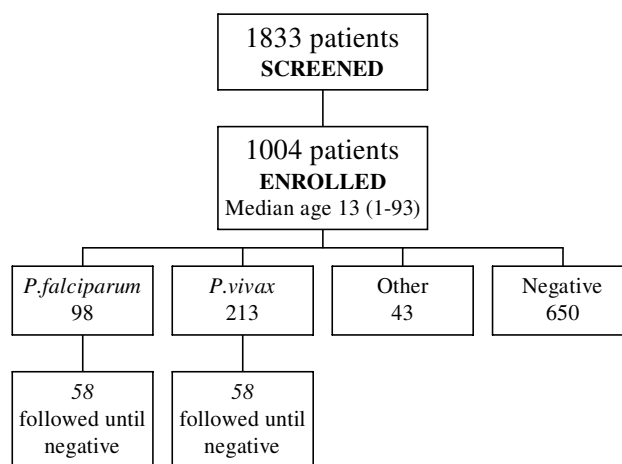 1833 patients
SCREENED
1004 patients
ENROLLED
Median age 13 (1-93)
P.falciparum
98
P.vivax
213
Other
43
Negative
650
58
followed until
negative
58
followed until
negative